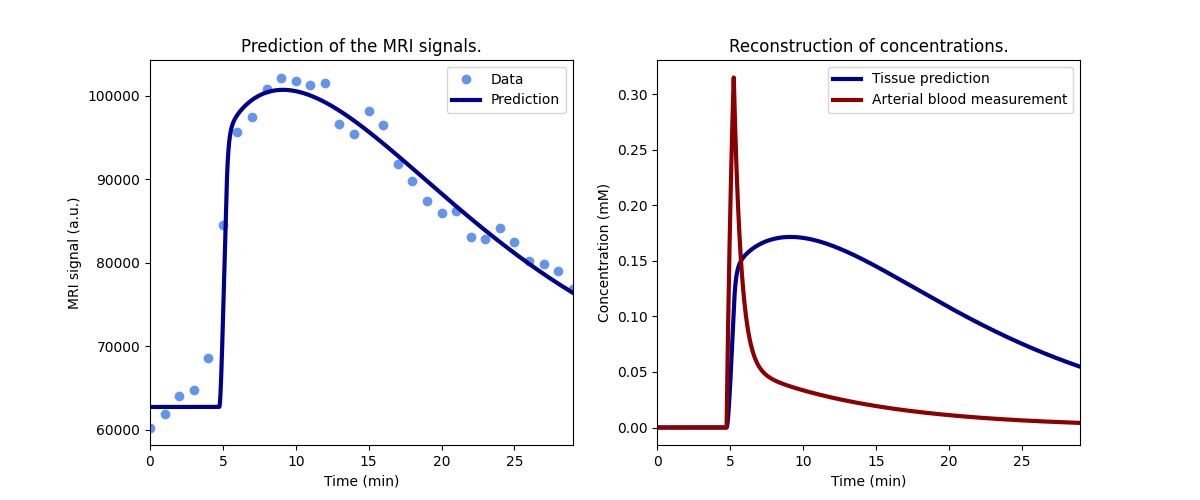 Prediction of the MRI signals.
MRI signal (a.u.)
100000
90000
80000
70000
60000
0
5
10
15
20
25
Time (min)
Data
Prediction
Reconstruction of concentrations.
Concentration (mM)
0.30
0.25
0.20
0.15
0.10
0.05
0.00
0
5
10
15
20
25
Time (min)
Tissue prediction
Arterial blood measurement